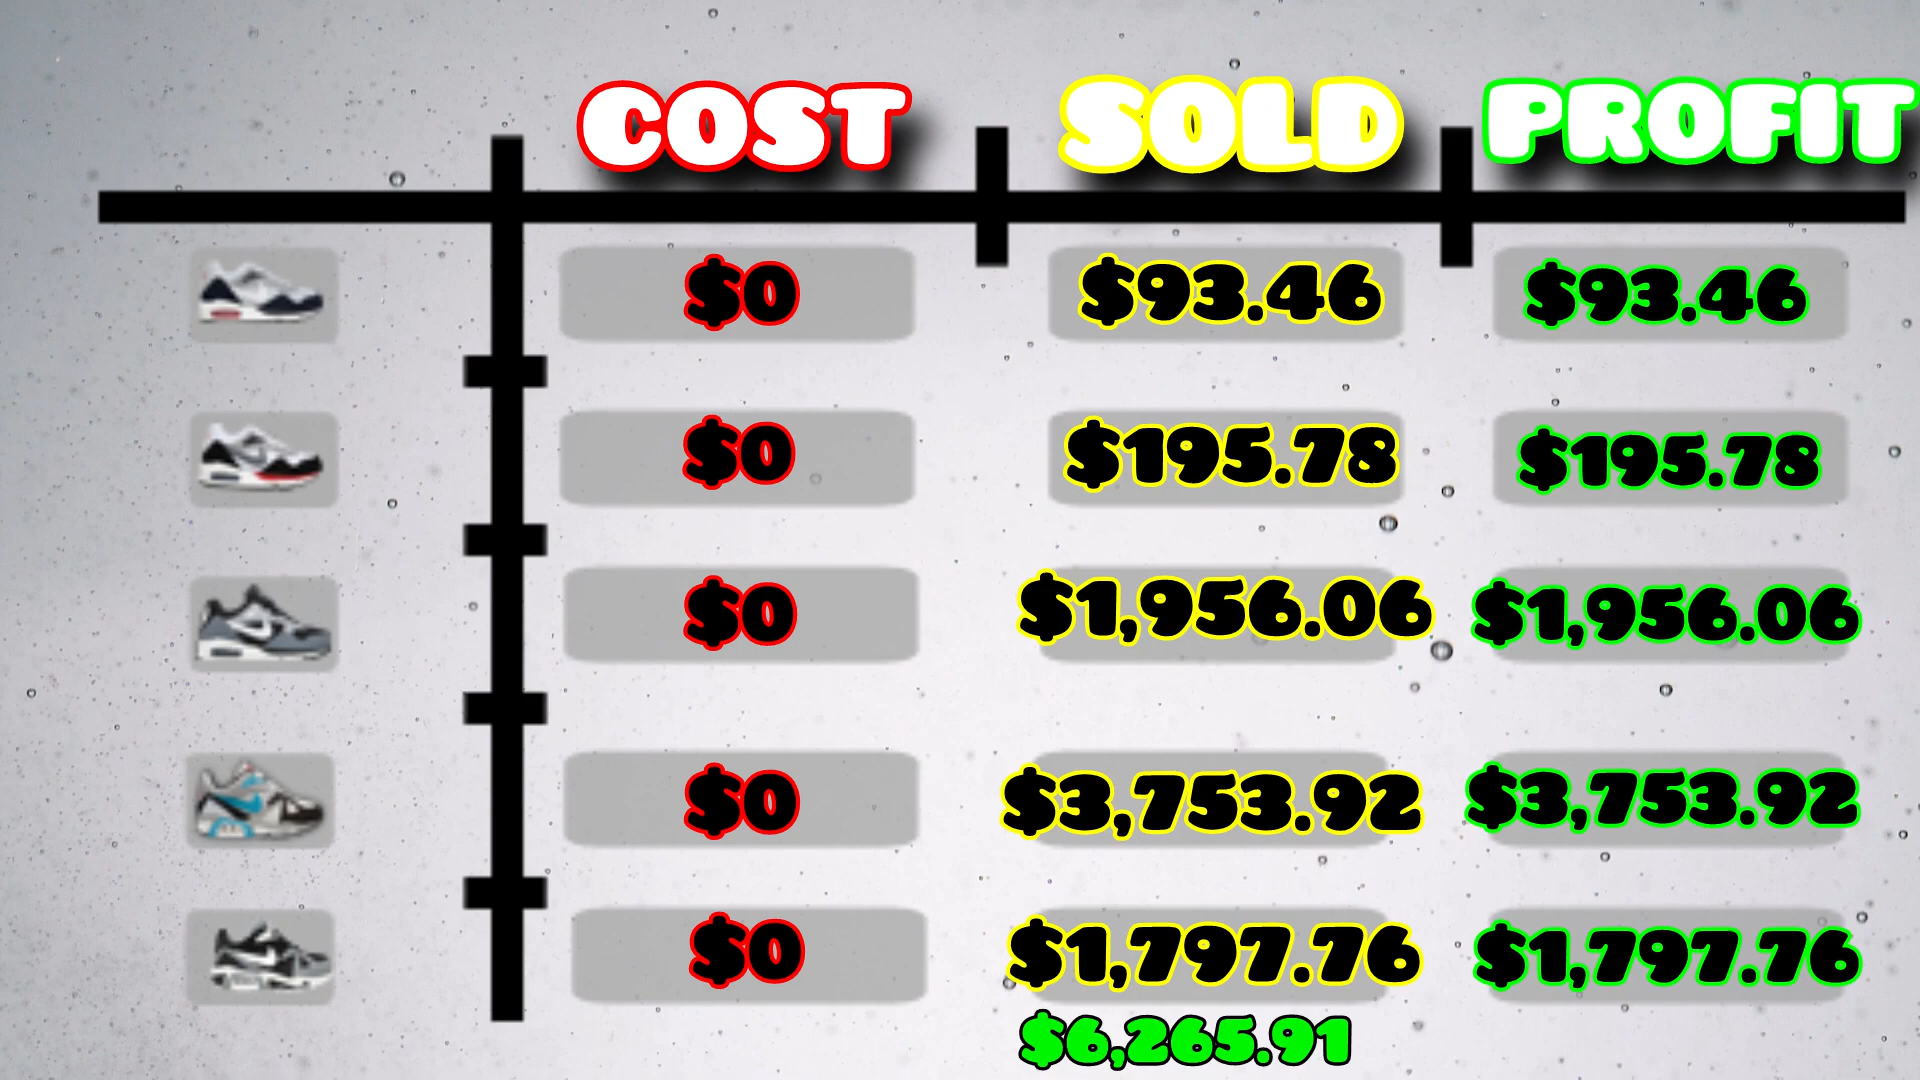 COST SOLD PROFIT
$0 $93.46 $93.46
$0 $195.78 $195.78
$0 $1,956.06 $1,956.06
$0 $3,753.92 $3,753.92
$0 $1,797.76 $1,797.76
$6,265.91